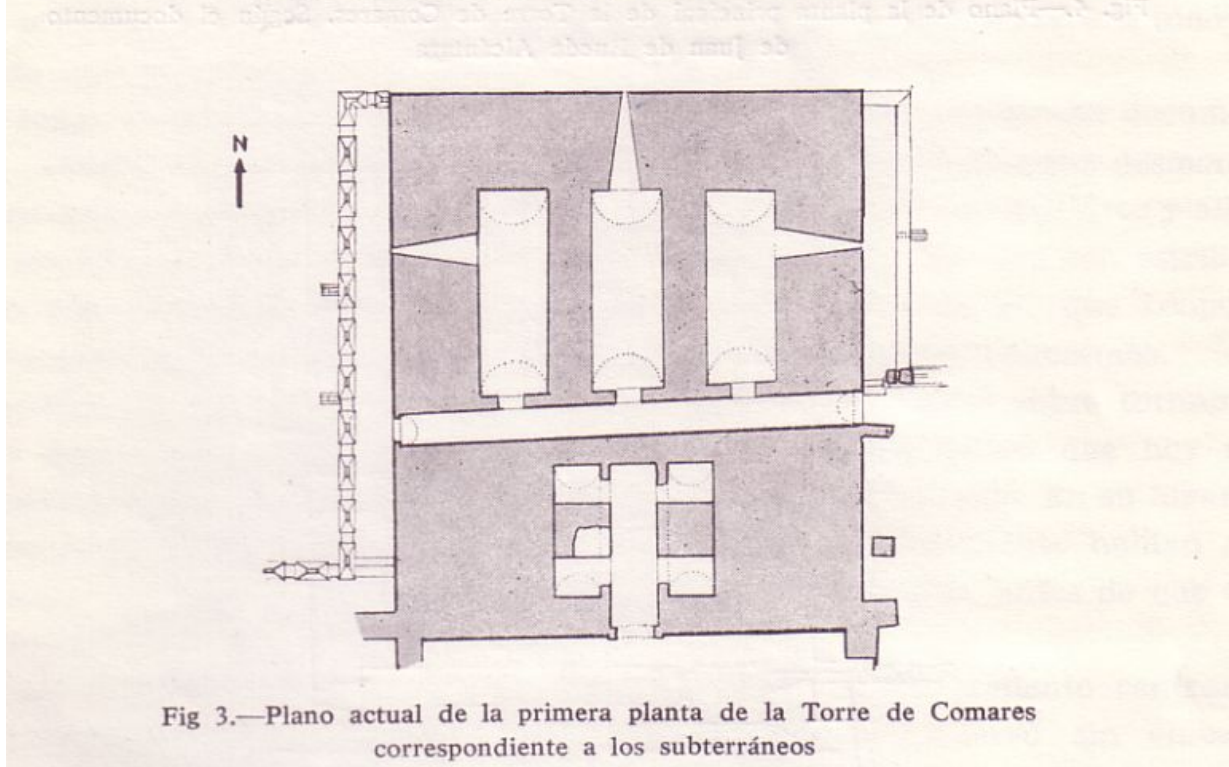 N
Fig 3.—Plano actual de la primera planta de la Torre de Comares
correspondiente a los subterráneos